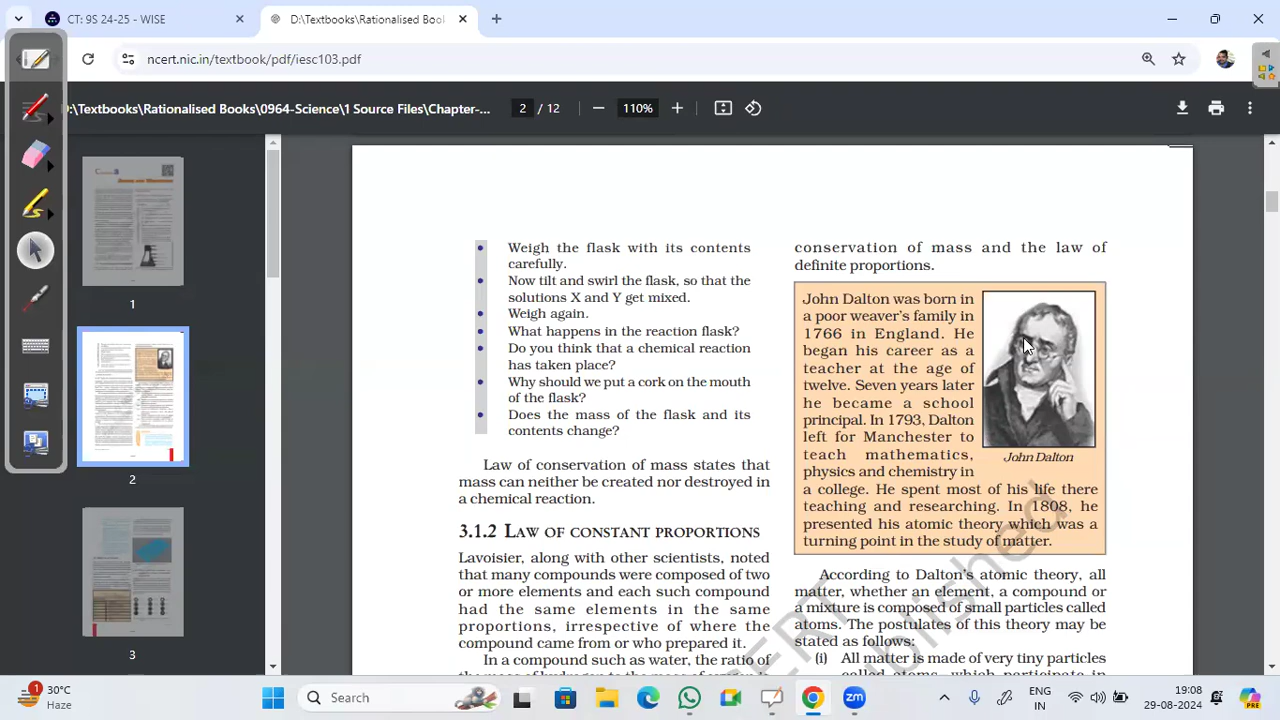 CT: 9S 24-25 - WISE
D:\Textbooks\Rationalised Boo
ncert.nic.in/textbook/pdf/iesc103.pdf
D:\Textbooks\Rationalised Books\0964-Science\1 Source Files\Chapter-...
2 / 12
110%
1
2
3
Weigh the flask with its contents
carefully.
Now tilt and swirl the flask, so that the
solutions X and Y get mixed.
Weigh again.
What happens in the reaction flask?
Do you think that a chemical reaction
has taken place?
Why should we put a cork on the mouth
of the flask?
Does the mass of the flask and its
contents change?
Law of conservation of mass states that
mass can neither be created nor destroyed in
a chemical reaction.
3.1.2 LAW OF CONSTANT PROPORTIONS
Lavoisier, along with other scientists, noted
that many compounds were composed of two
or more elements and each such compound
had the same elements in the same
proportions, irrespective of where the
compound came from or who prepared it.
In a compound such as water, the ratio of
conservation of mass and the law of
definite proportions.
John Dalton was born in
a poor weaver's family in
1766 in England. He
began his career as a
teacher at the age of
twelve. Seven years later
he became a school
principal. In 1793, Dalton
left for Manchester to
teach mathematics,
physics and chemistry in
a college. He spent most of his life there
teaching and researching. In 1808, he
presented his atomic theory which was a
turning point in the study of matter.
John Dalton
According to Dalton's atomic theory, all
matter, whether an element, a compound or
a mixture is composed of small particles called
atoms. The postulates of this theory may be
stated as follows:
(i) All matter is made of very tiny particles
called atoms, which participate in
1
30°C
Haze
Search
ENG
IN
19:08
29-08-2024